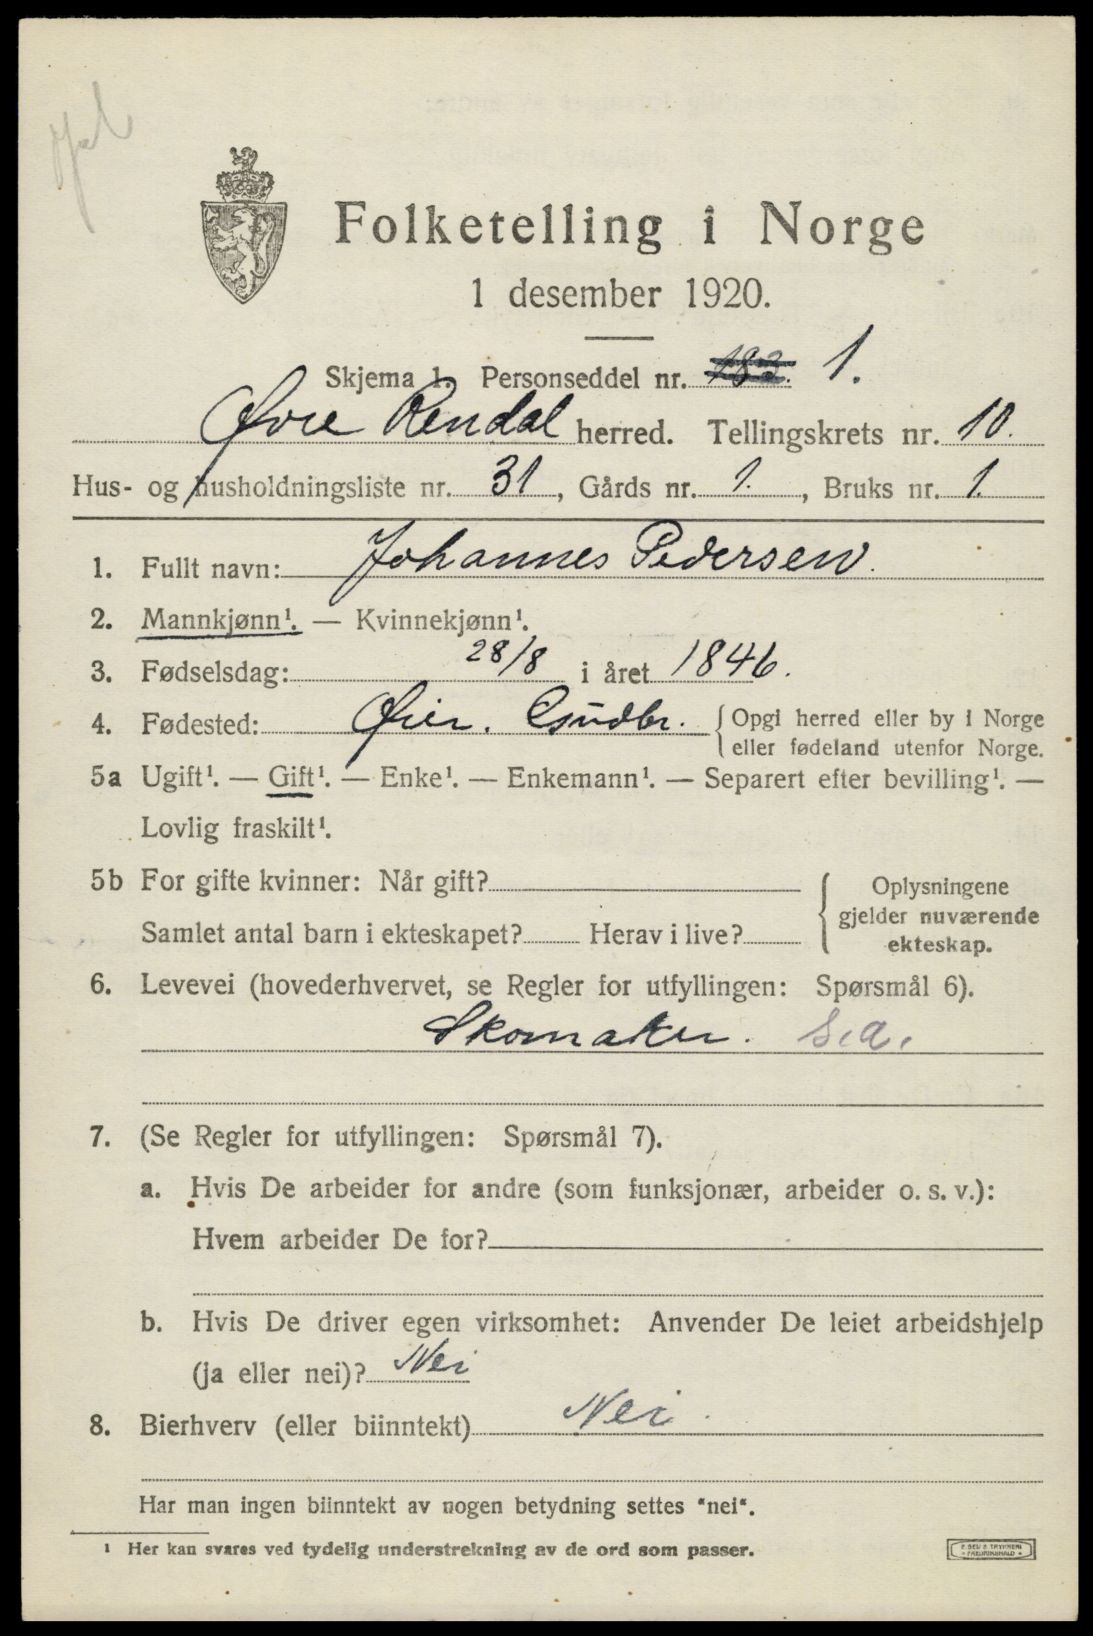 Folketelling i Norge
1 desember 1920.
Skjema 1. Personseddel nr. 183. 1.
Øvre Rendal herred. Tellingskrets nr. 10.
Hus- og husholdningsliste nr. 31, Gårds nr. 1., Bruks nr. 1.
1. Fullt navn: Johannes Pedersen.
2. Mannkjønn¹. — Kvinnekjønn¹.
3. Fødselsdag: 28/8 i året 1846.
4. Fødested: Øier. Gudbr. {Opgi herred eller by i Norge
eller fødeland utenfor Norge.
5a Ugift¹. — Gift¹. — Enke¹. — Enkemann¹. — Separert efter bevilling¹. —
Lovlig fraskilt¹.
5b For gifte kvinner: Når gift?
Samlet antal barn i ekteskapet? Herav i live?
{Oplysningene
gjelder nuværende
ekteskap.
6. Levevei (hovederhvervet, se Regler for utfyllingen: Spørsmål 6).
Skomaker. S.a.
7. (Se Regler for utfyllingen: Spørsmål 7).
a. Hvis De arbeider for andre (som funksjonær, arbeider o. s. v.):
Hvem arbeider De for?
b. Hvis De driver egen virksomhet: Anvender De leiet arbeidshjelp
(ja eller nei)? Nei
8. Bierhverv (eller biinntekt) Nei.
Har man ingen biinntekt av nogen betydning settes "nei".
¹ Her kan svares ved tydelig understrekning av de ord som passer.